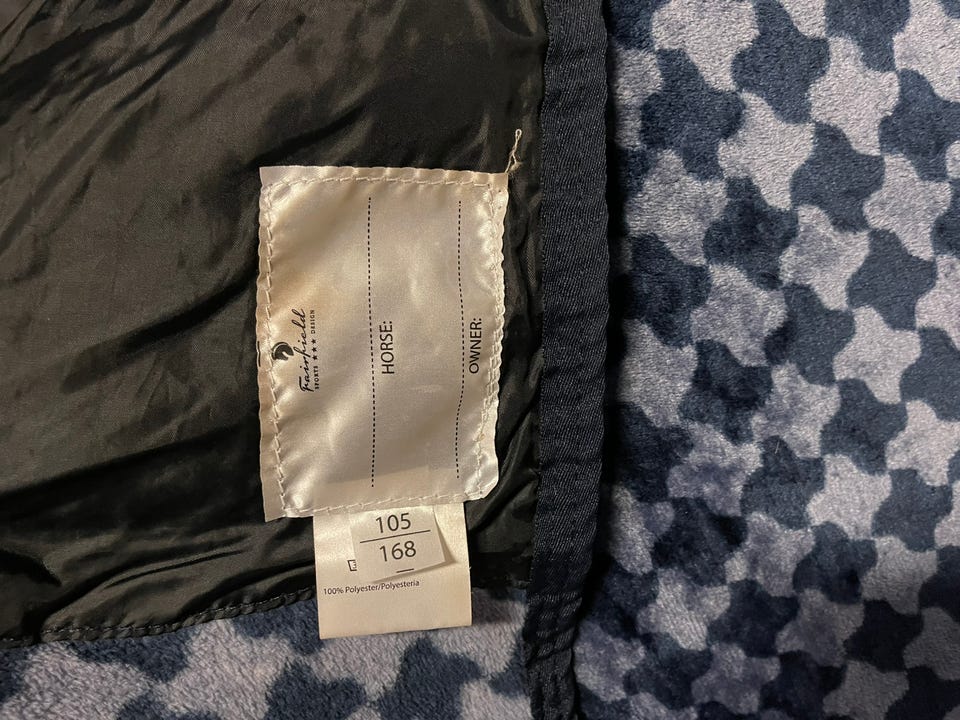 Fairfield
SPORTS ★★★ DESIGN
HORSE:
OWNER:
105
168
100% Polyester/Polyesteria